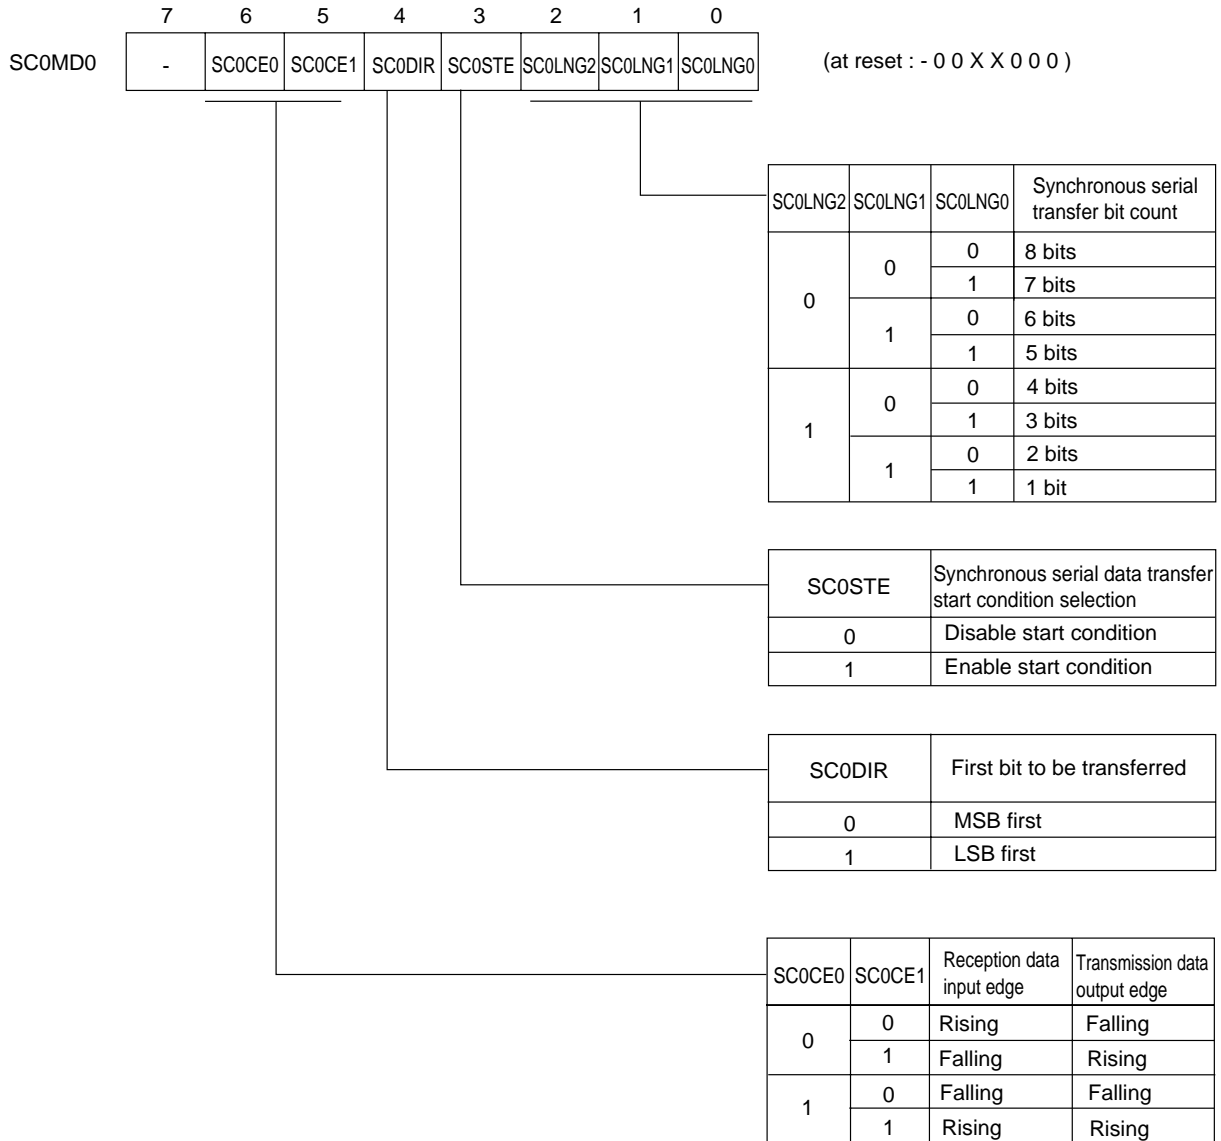 7 6 5 4 3 2 1 0
SC0MD0 - SC0CE0 SC0CE1 SC0DIR SC0STE SC0LNG2 SC0LNG1 SC0LNG0 (at reset : - 0 0 X X 0 0 0 )
SC0LNG2 SC0LNG1 SC0LNG0 Synchronous serial
transfer bit count
0 0 0 8 bits
1 7 bits
1 0 6 bits
1 5 bits
1 0 0 4 bits
1 3 bits
1 0 2 bits
1 1 bit
SC0STE Synchronous serial data transfer
start condition selection
0 Disable start condition
1 Enable start condition
SC0DIR First bit to be transferred
0 MSB first
1 LSB first
SC0CE0 SC0CE1 Reception data
input edge
Transmission data
output edge
0 0 Rising Falling
1 Falling Rising
1 0 Falling Falling
1 Rising Rising